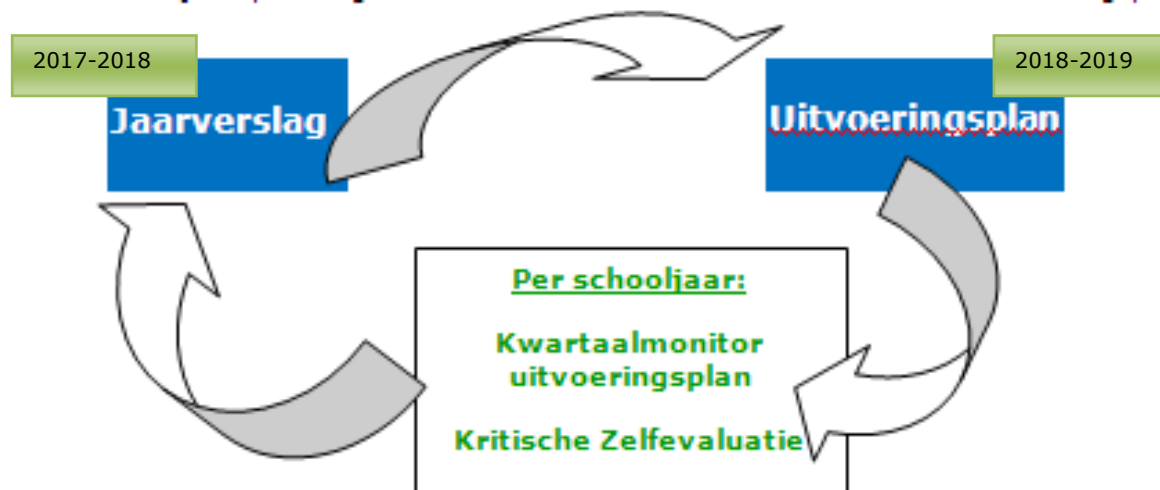 2017-2018
2018-2019
Jaarverslag
Uitvoeringsplan
Per schooljaar:
Kwartaalmonitor
uitvoeringsplan
Kritische Zelfevaluatie